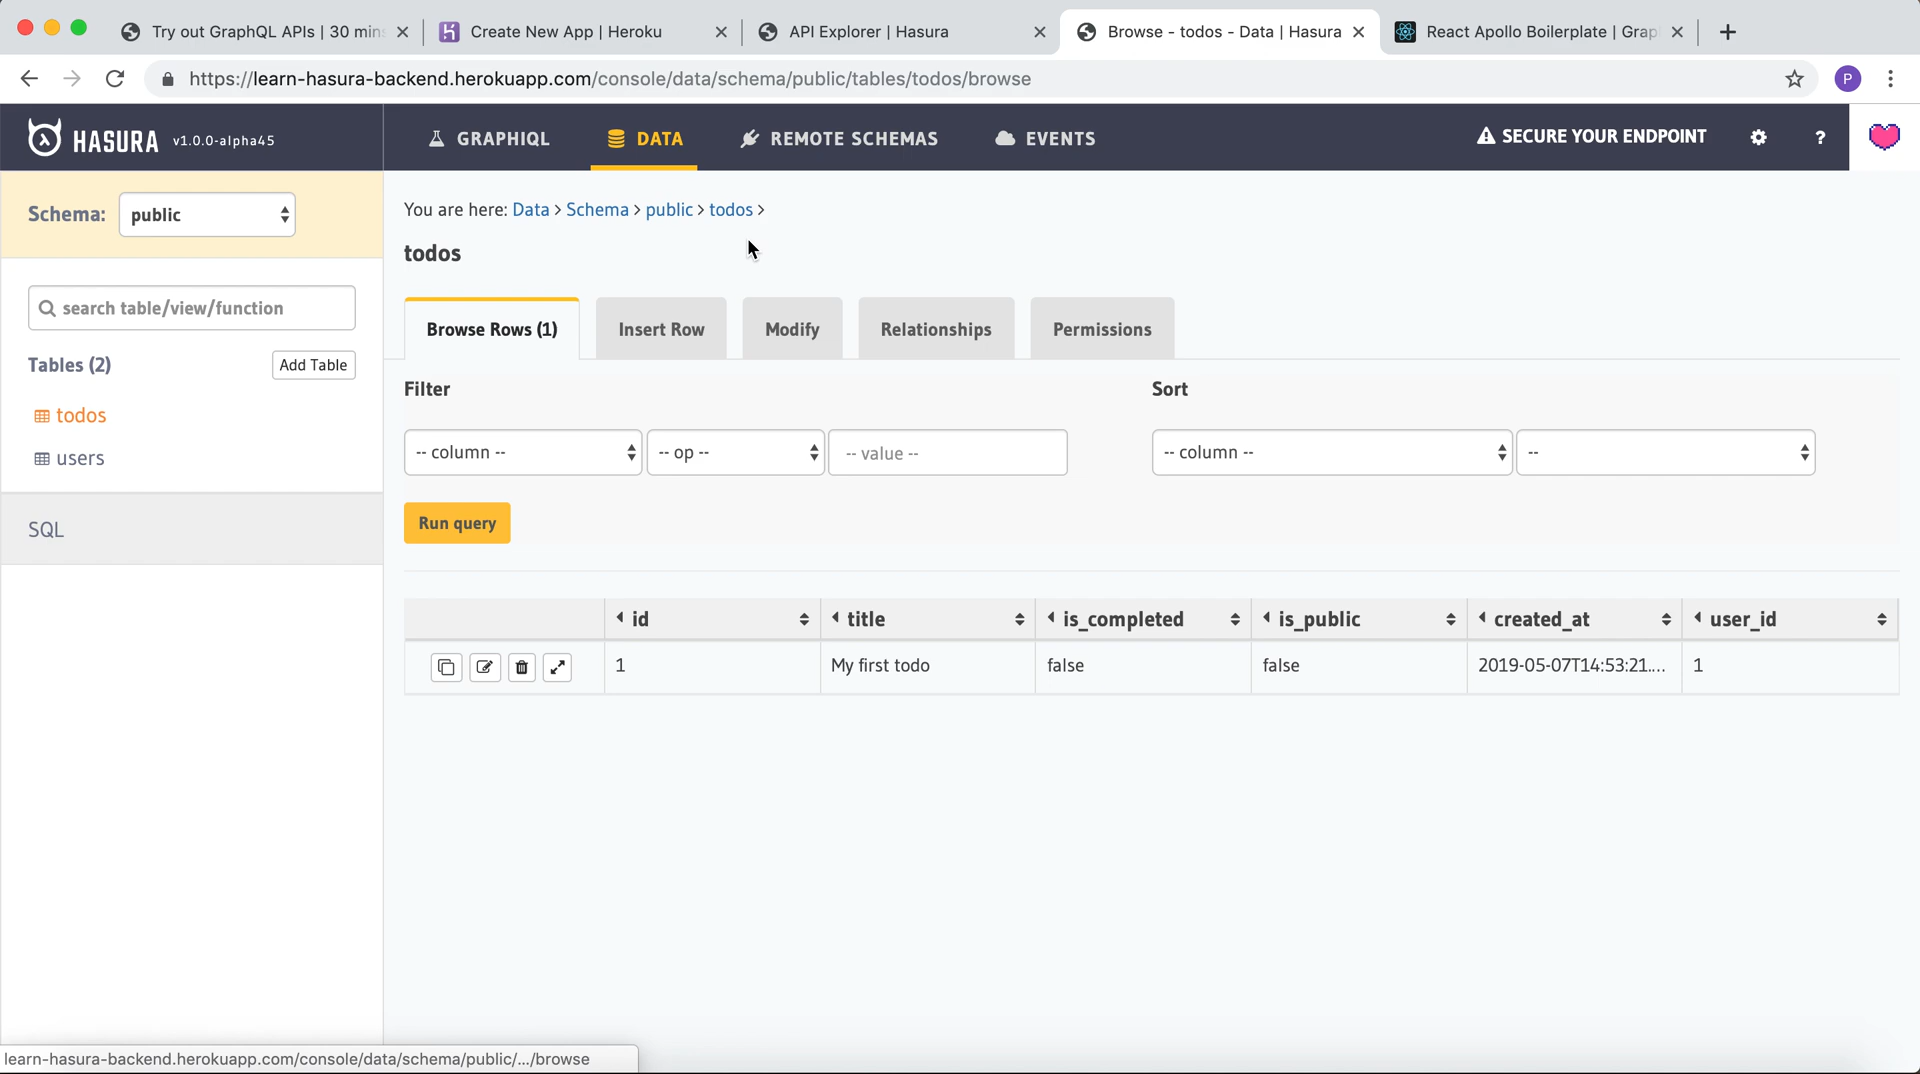 Try out GraphQL APIs | 30 mins
Create New App | Heroku
API Explorer | Hasura
Browse - todos - Data | Hasura
React Apollo Boilerplate | Grap
P
https://learn-hasura-backend.herokuapp.com/console/data/schema/public/tables/todos/browse
HASURA v1.0.0-alpha45
GRAPHIQL
DATA
REMOTE SCHEMAS
EVENTS
SECURE YOUR ENDPOINT
?
Schema: public
search table/view/function
Tables (2)
Add Table
todos
users
SQL
You are here: Data > Schema > public > todos >
todos
Browse Rows (1)
Insert Row
Modify
Relationships
Permissions
Filter
Sort
-- column --
-- op --
-- value --
-- column --
--
Run query
id title is_completed is_public created_at user_id
1 My first todo false false 2019-05-07T14:53:21.... 1
learn-hasura-backend.herokuapp.com/console/data/schema/public/.../browse